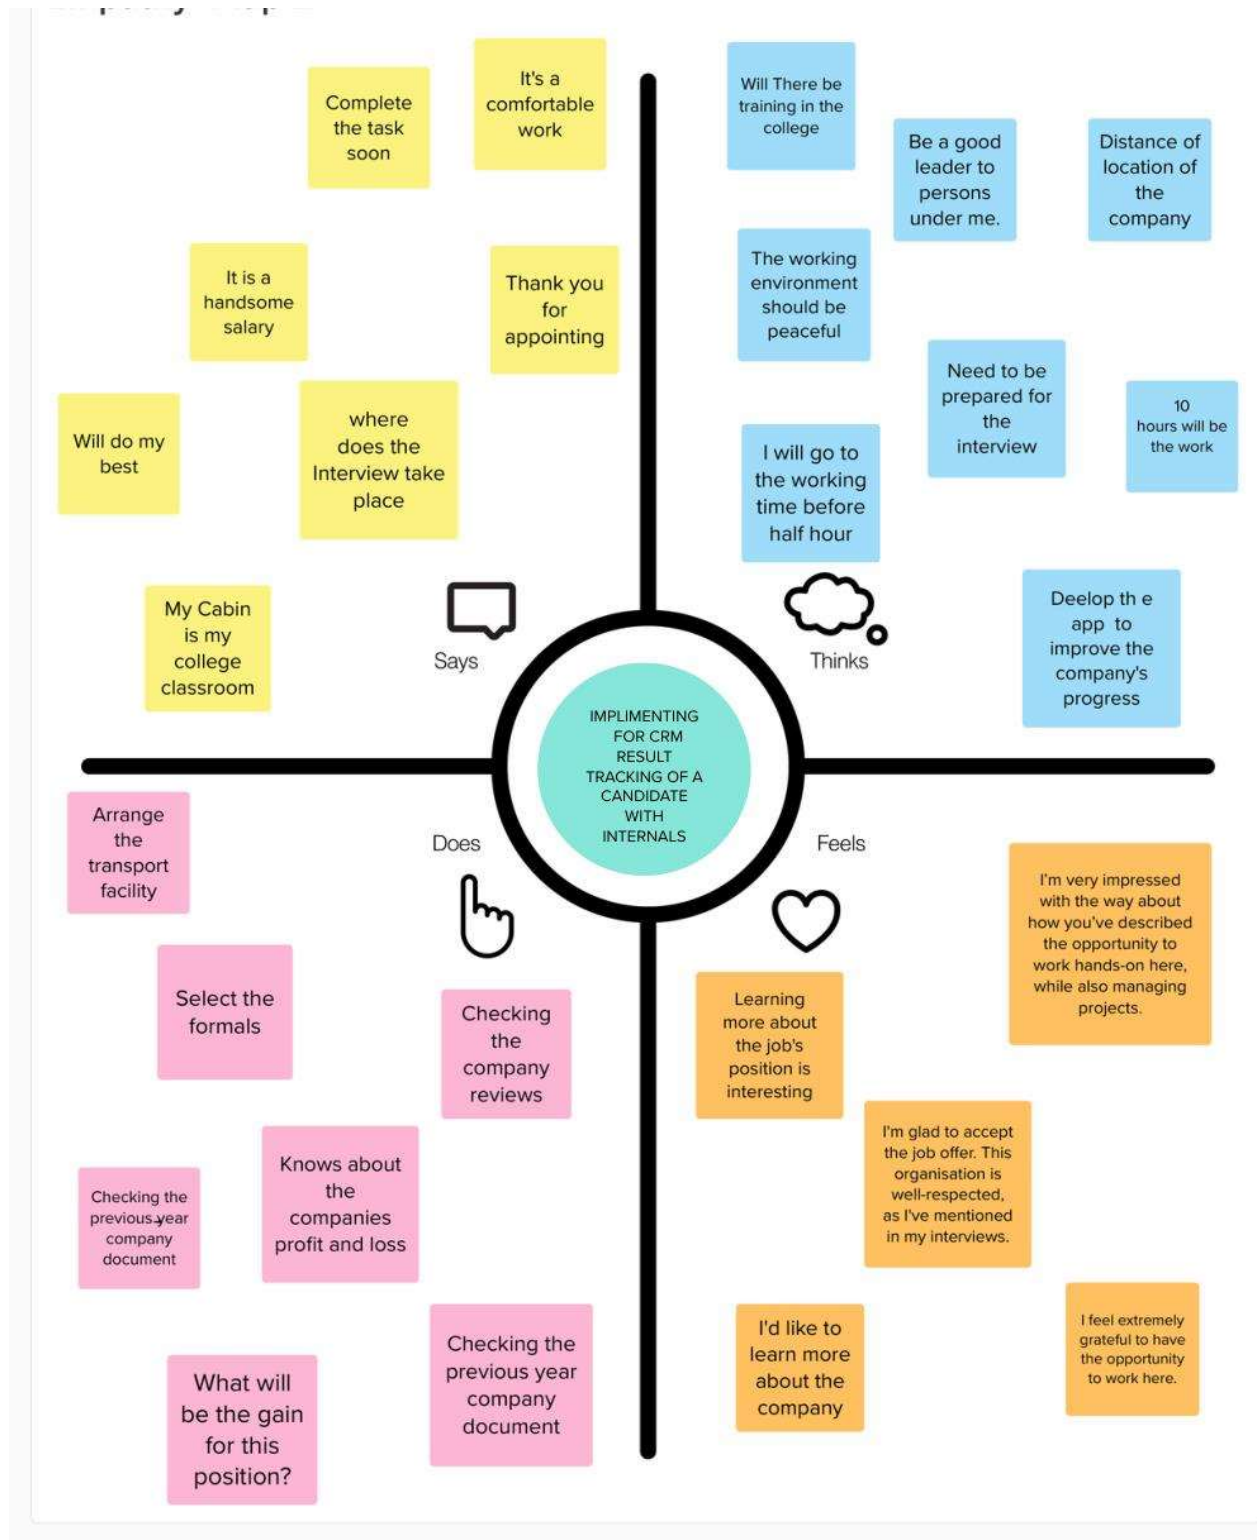 Complete
the task
soon
It's a
comfortable
work
It is a
handsome
salary
Thank you
for
appointing
Will do my
best
where
does the
Interview take
place
My Cabin
is my
college
classroom
Says
Will There be
training in the
college
Be a good
leader to
persons
under me.
Distance of
location of
the
company
The working
environment
should be
peaceful
Need to be
prepared for
the
interview
10
hours will be
the work
I will go to
the working
time before
half hour
Deelop th e
app to
improve the
company's
progress
Thinks
IMPLIMENTING
FOR CRM
RESULT
TRACKING OF A
CANDIDATE
WITH
INTERNALS
Does
Arrange
the
transport
facility
Select the
formals
Checking
the
company
reviews
Checking the
previous year
company
document
Knows about
the
companies
profit and loss
What will
be the gain
for this
position?
Checking the
previous year
company
document
Feels
I'm very impressed
with the way about
how you've described
the opportunity to
work hands-on here,
while also managing
projects.
Learning
more about
the job's
position is
interesting
I'm glad to accept
the job offer. This
organisation is
well-respected,
as I've mentioned
in my interviews.
I'd like to
learn more
about the
company
I feel extremely
grateful to have
the opportunity
to work here.